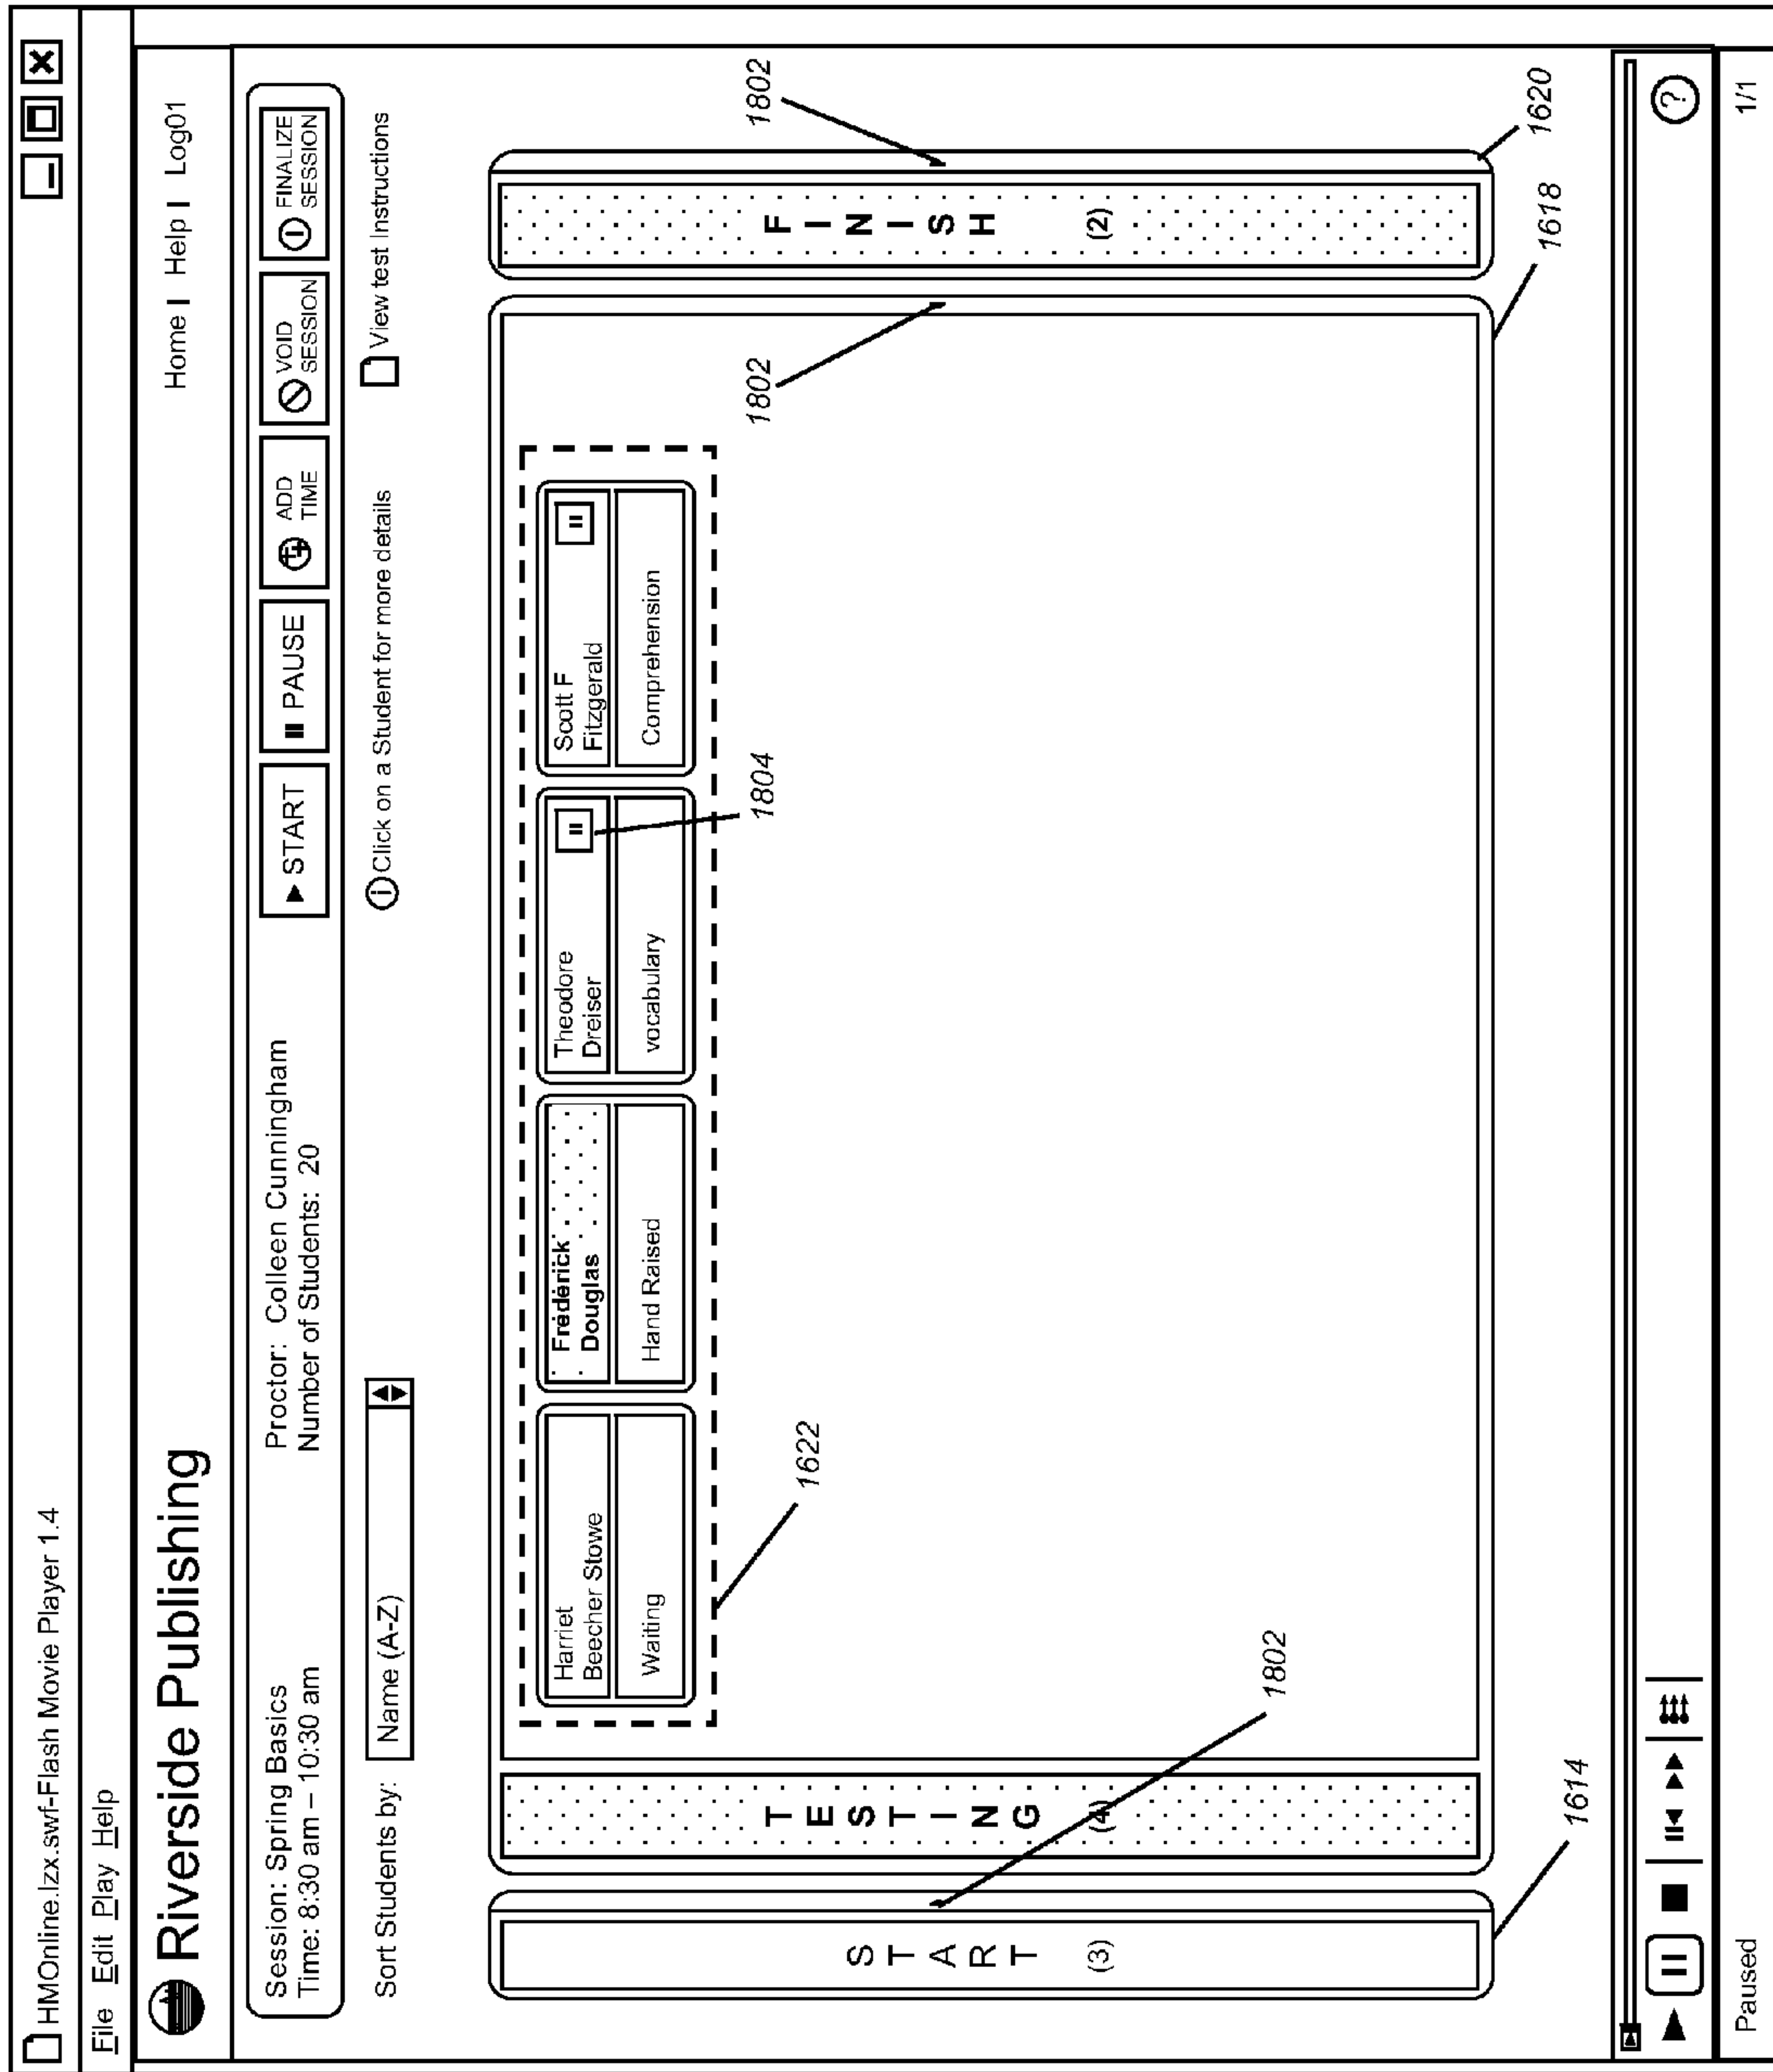 HMOnline.lzx.swf-Flash Movie Player 1.4
File Edit Play Help
Riverside Publishing
Home | Help | Log01
Session: Spring Basics
Time: 8:30 am – 10:30 am
Proctor: Colleen Cunningham
Number of Students: 20
START
PAUSE
ADD
TIME
VOID
SESSION
FINALIZE
SESSION
Sort Students by:
Name (A-Z)
Click on a Student for more details
View test Instructions
START
(3)
TESTING
(4)
Harriet
Beecher Stowe
Waiting
Frederick
Douglas
Hand Raised
Theodore
Dreiser
vocabulary
Scott F
Fitzgerald
Comprehension
FINISH
(2)
1802
1802
1804
1622
1802
1614
1618
1620
?
Paused
1/1